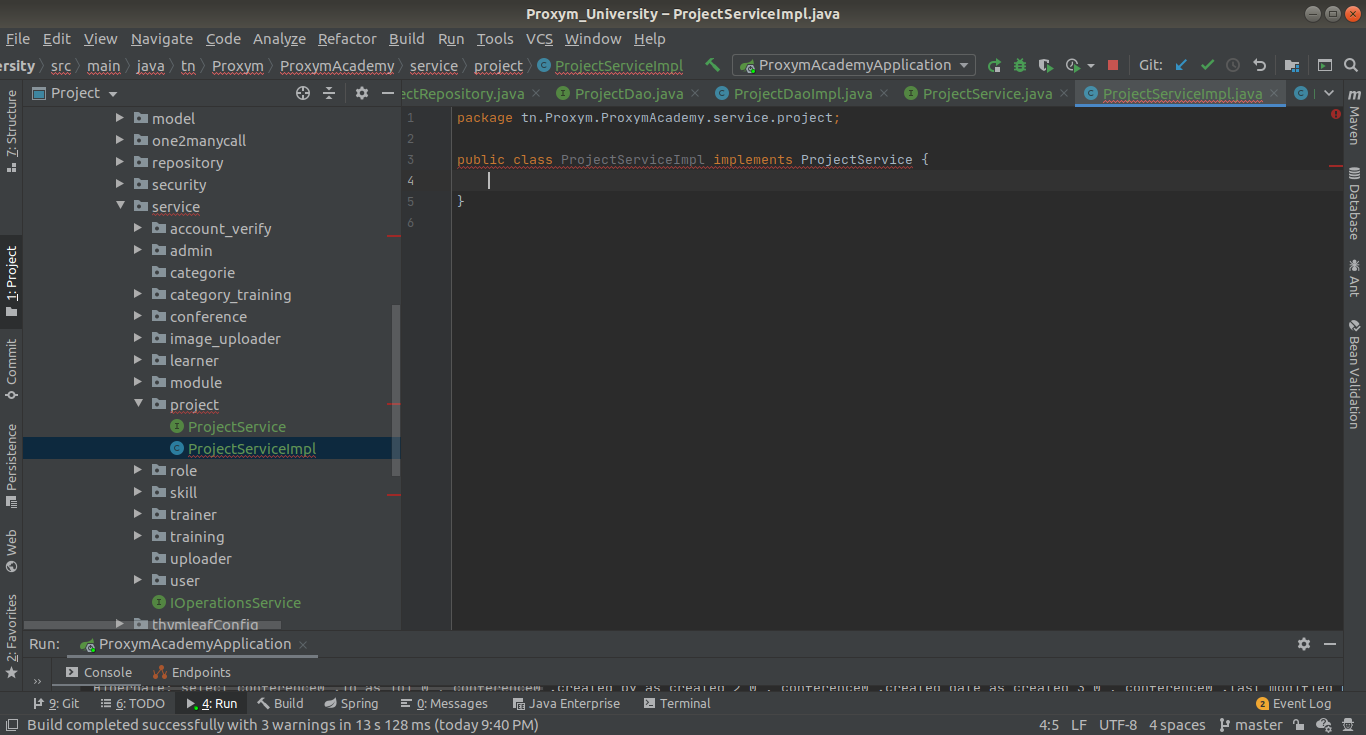 Proxym_University – ProjectServiceImpl.java
File Edit View Navigate Code Analyze Refactor Build Run Tools VCS Window Help
ersity src main java tn Proxym ProxymAcademy service project ProjectServiceImpl ProxymAcademyApplication Git:
Project
ectRepository.java ProjectDao.java ProjectDaoImpl.java ProjectService.java ProjectServiceImpl.java
7: Structure
1: Project
Commit
Persistence
Web
2: Favorites
model
one2manycall
repository
security
service
account_verify
admin
categorie
category_training
conference
image_uploader
learner
module
project
ProjectService
ProjectServiceImpl
role
skill
trainer
training
uploader
user
IOperationsService
thymleafConfig
1 package tn.Proxym.ProxymAcademy.service.project;
2
3 public class ProjectServiceImpl implements ProjectService {
4
5 }
6
m Maven
Database
Ant
Bean Validation
Run: ProxymAcademyApplication
Console Endpoints
9: Git 6: TODO 4: Run Build Spring 0: Messages Java Enterprise Terminal 2 Event Log
Build completed successfully with 3 warnings in 13 s 128 ms (today 9:40 PM) 4:5 LF UTF-8 4 spaces master